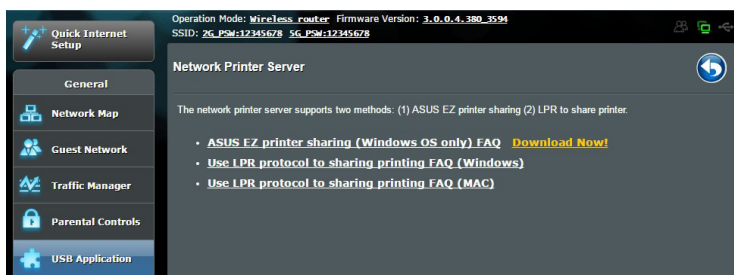 Quick Internet
Setup
Operation Mode: Wireless router Firmware Version: 3.0.0.4.380_3594
SSID: 2G_PSW:12345678 5G_PSW:12345678
General
Network Map
Guest Network
Traffic Manager
Parental Controls
USB Application
Network Printer Server
The network printer server supports two methods: (1) ASUS EZ printer sharing (2) LPR to share printer.
ASUS EZ printer sharing (Windows OS only) FAQ Download Now!
Use LPR protocol to sharing printing FAQ (Windows)
Use LPR protocol to sharing printing FAQ (MAC)